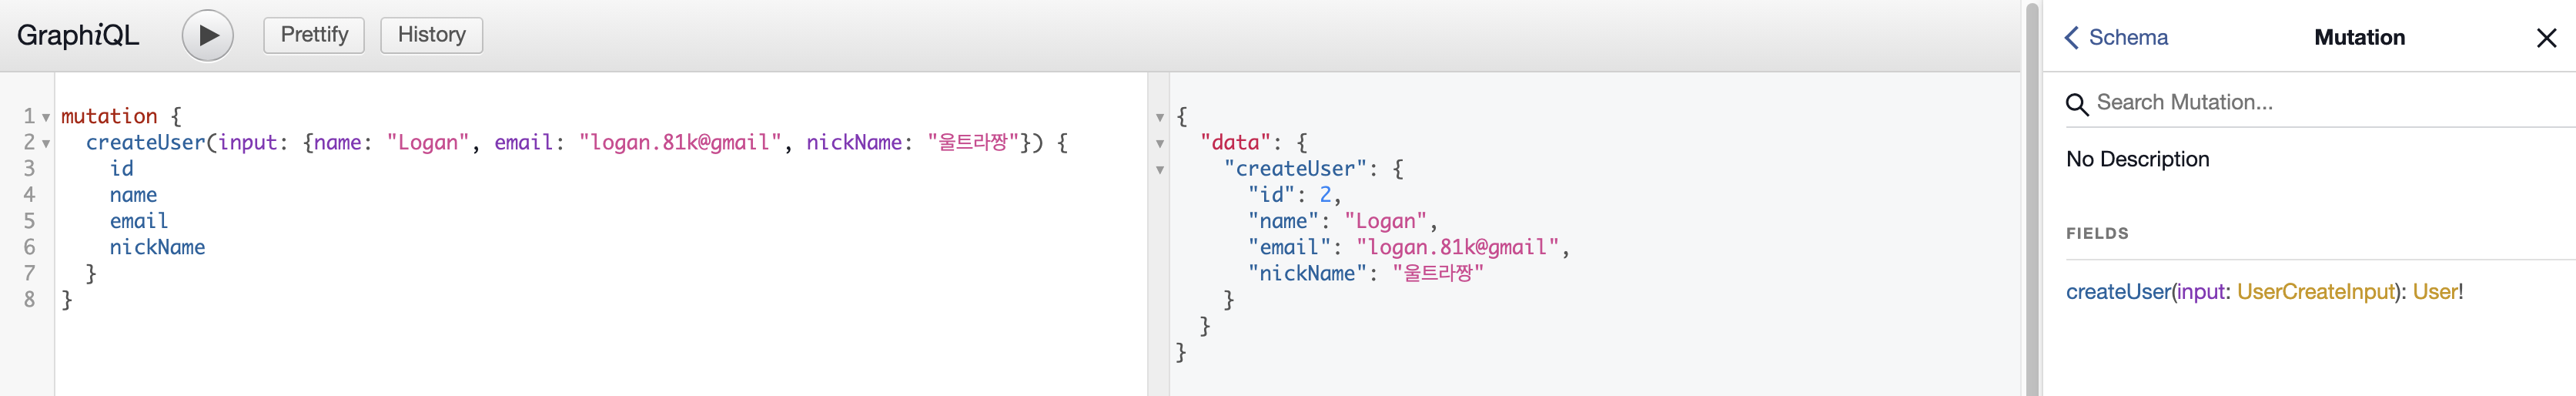 GraphiQL
Prettify
History
1 mutation {
2 createUser(input: {name: "Logan", email: "logan.81k@gmail", nickName: "울트라짱"}) {
3 id
4 name
5 email
6 nickName
7 }
8 }
{
"data": {
"createUser": {
"id": 2,
"name": "Logan",
"email": "logan.81k@gmail",
"nickName": "울트라짱"
}
}
}
Schema
Mutation
Search Mutation...
No Description
FIELDS
createUser(input: UserCreateInput): User!